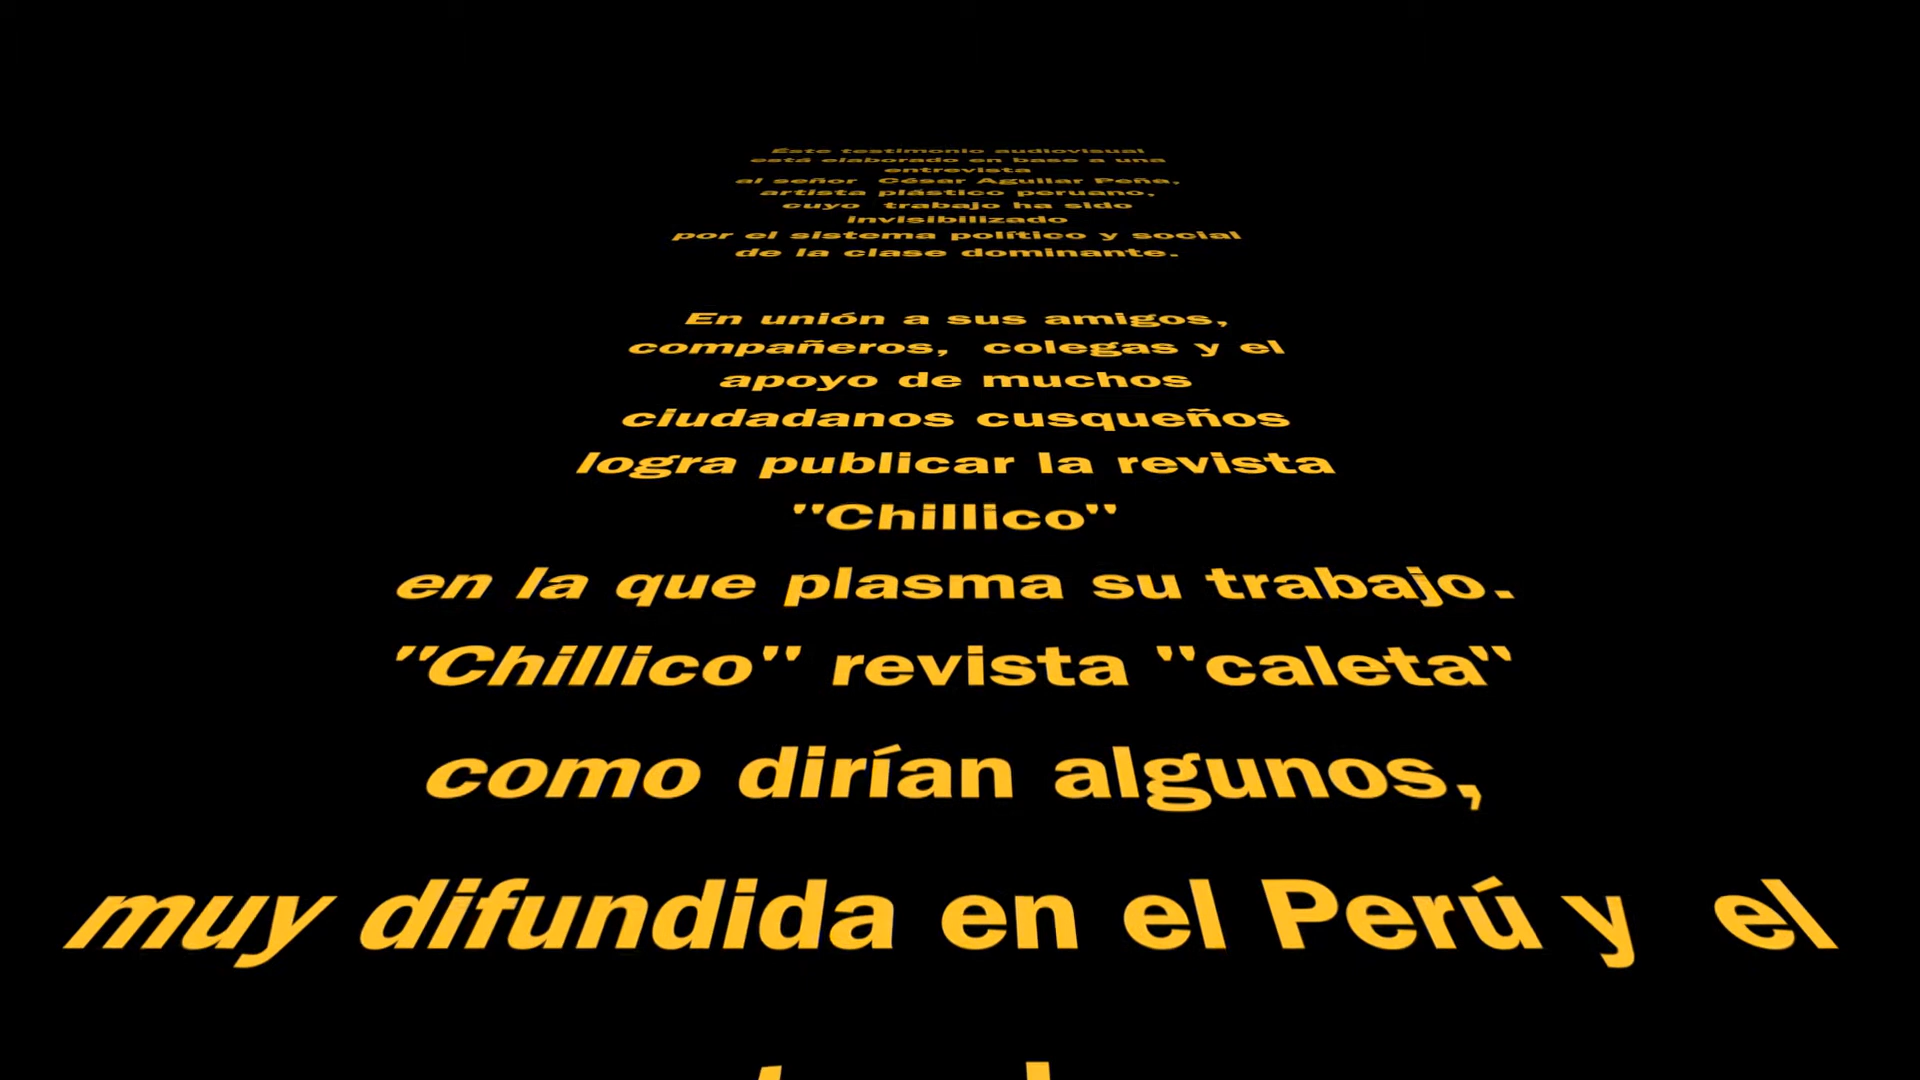 Este testimonio audiovisual
está elaborado en base a una
entrevista
al señor César Aguilar Peña,
artista plástico peruano,
cuyo trabajo ha sido
invisibilizado
por el sistema político y social
de la clase dominante.
En unión a sus amigos,
compañeros, colegas y el
apoyo de muchos
ciudadanos cusqueños
logra publicar la revista
"Chillico"
en la que plasma su trabajo.
"Chillico" revista "caleta"
como dirían algunos,
muy difundida en el Perú y el